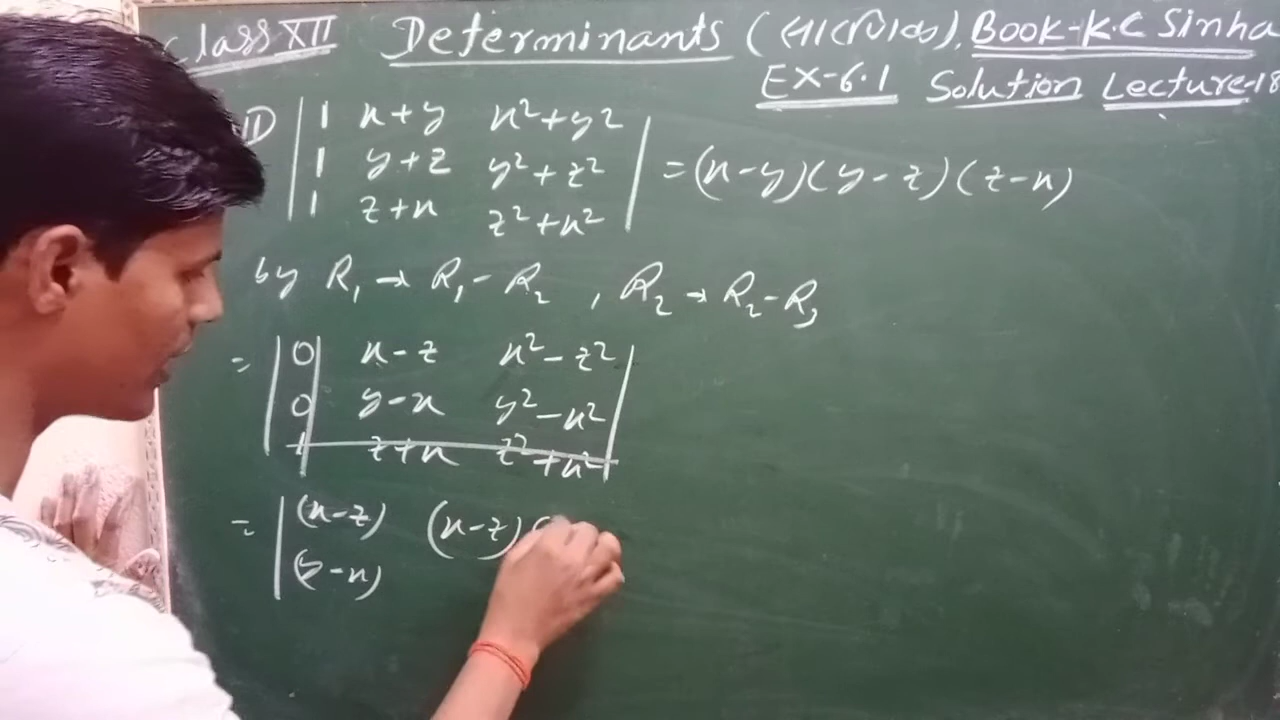 Class XII Determinants (सारणिक), Book-K.C Sinha
EX-6.1 Solution Lecture-18
| 1 x+y x²+y² |
| 1 y+z y²+z² | = (x-y)(y-z)(z-x)
| 1 z+x z²+x² |
by R₁→R₁-R₂ , R₂→R₂-R₃
= | 0 x-z x²-z² |
| 0 y-x y²-x² |
| 1 z+x z²+x² |
= | (x-z) (x-z)(
| (y-x)